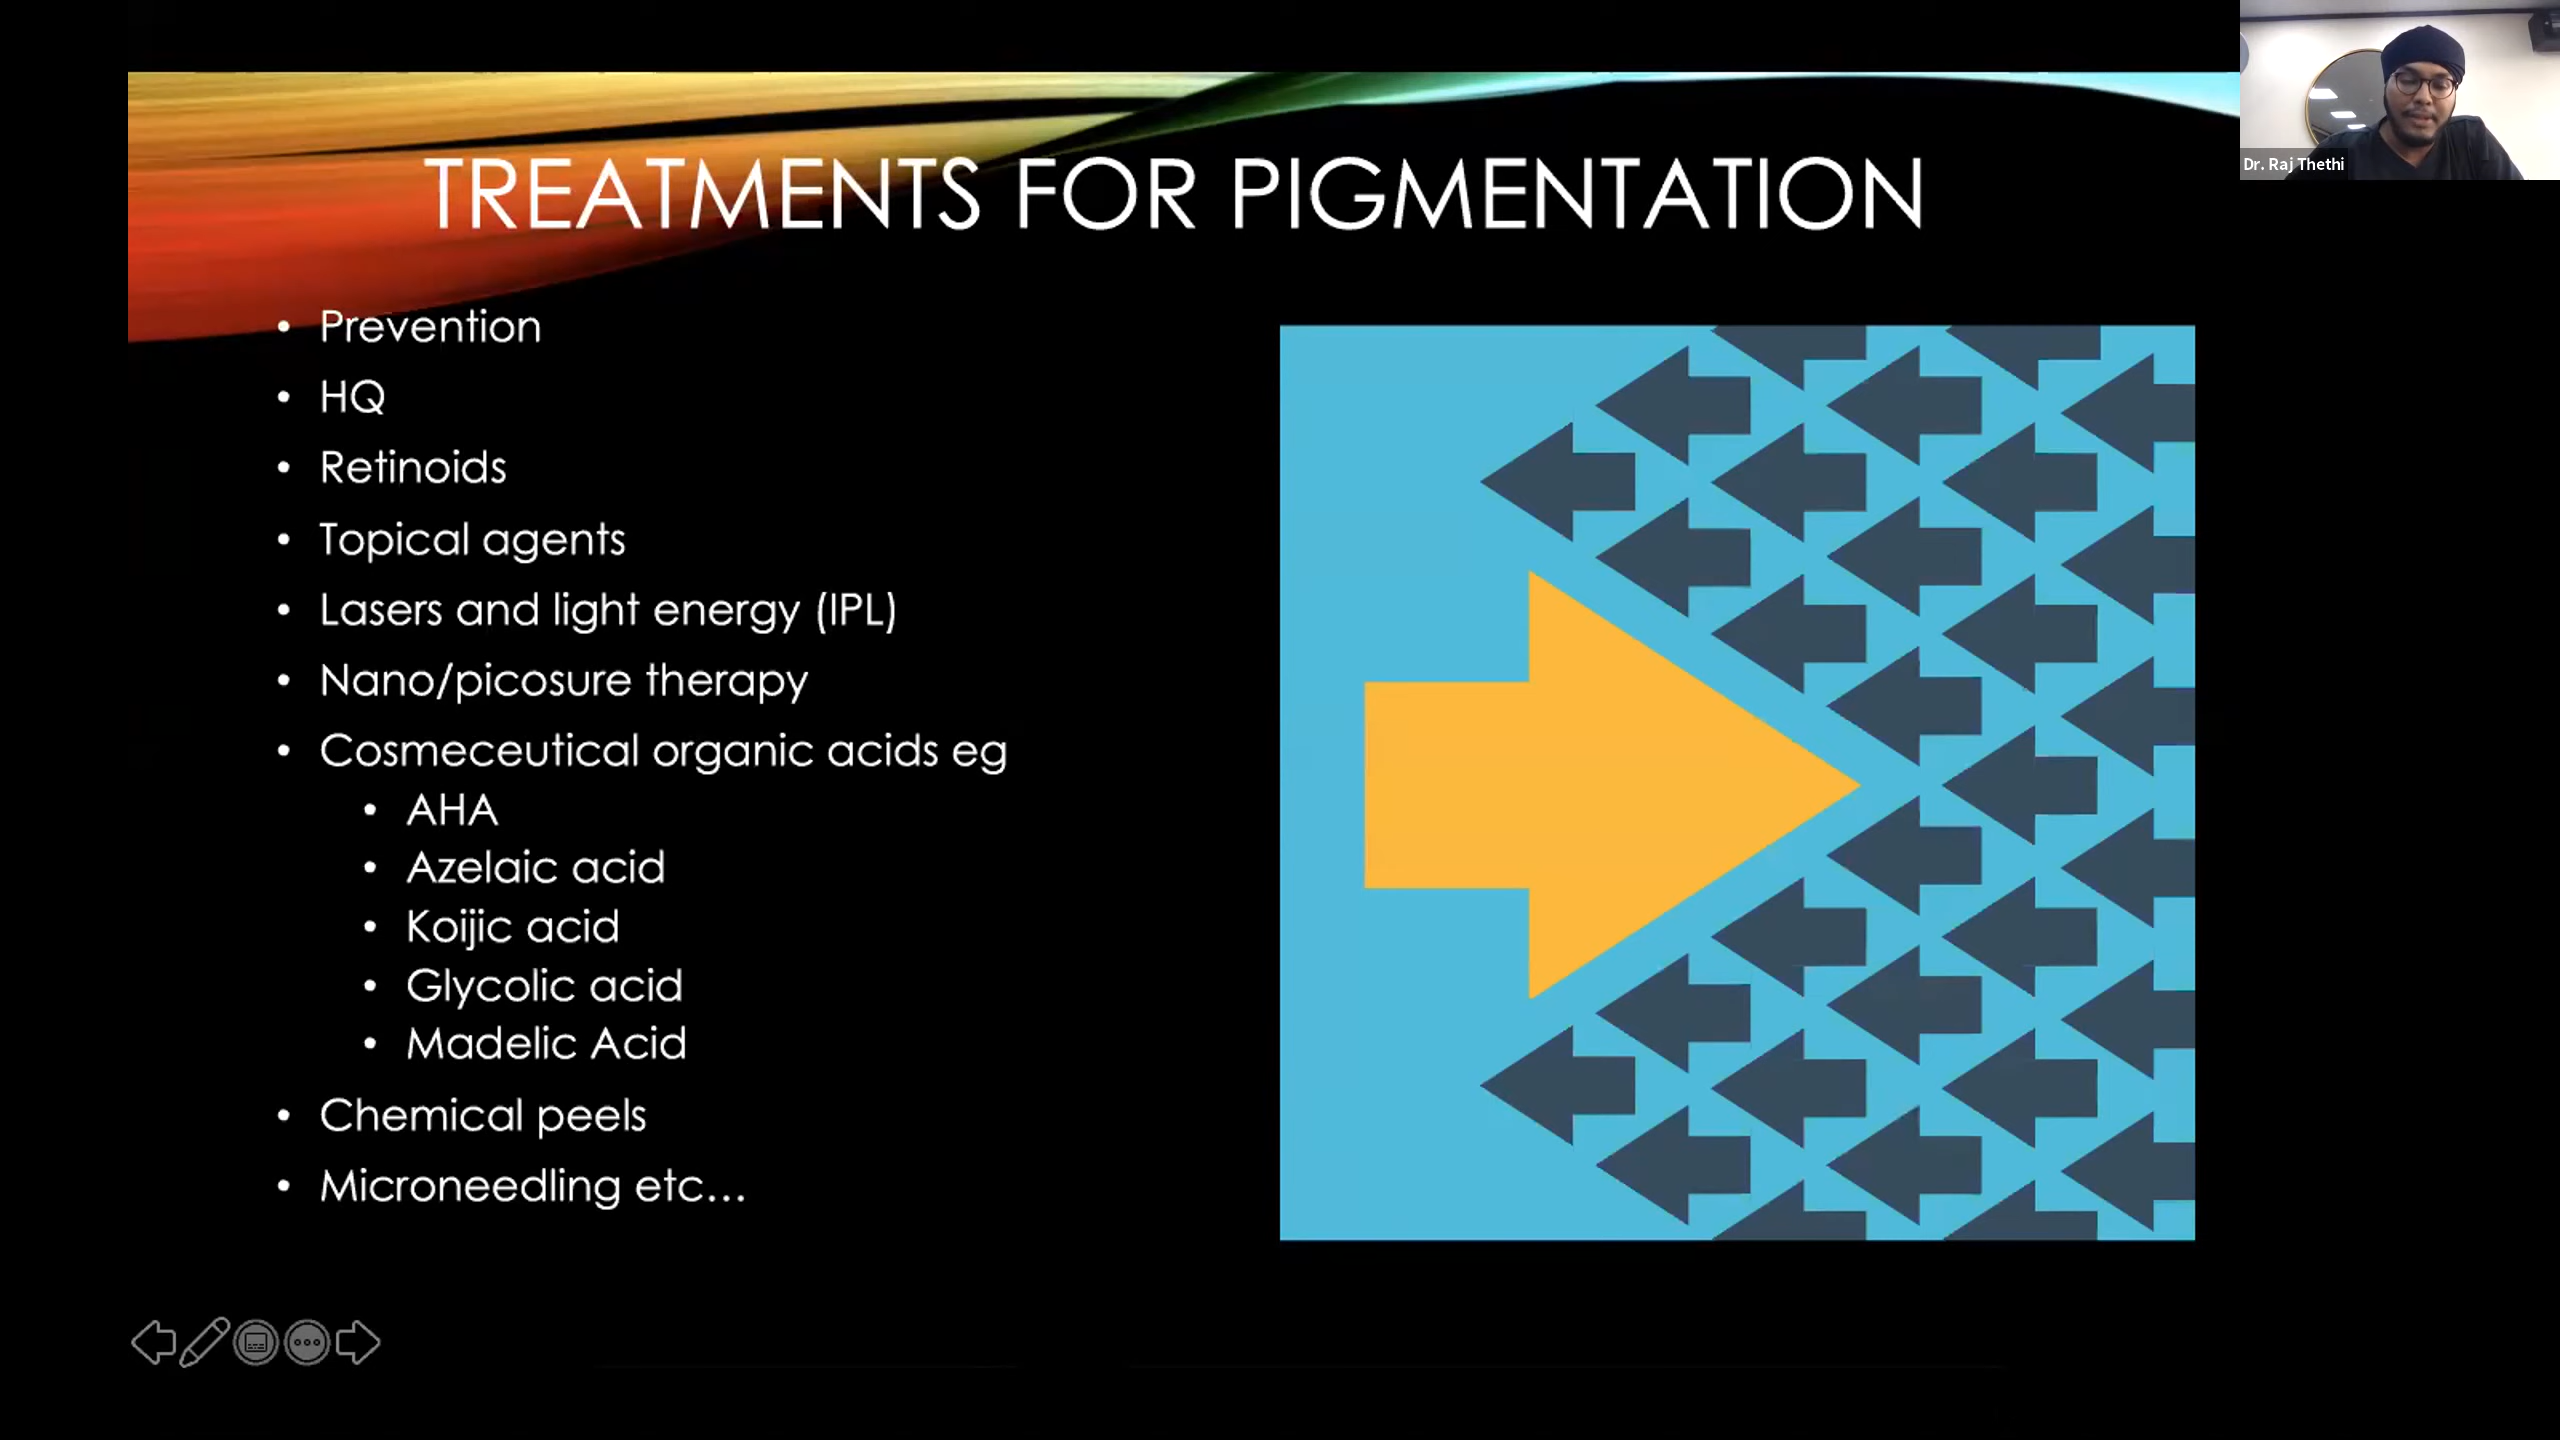 Dr. Raj Thethi
TREATMENTS FOR PIGMENTATION
• Prevention
• HQ
• Retinoids
• Topical agents
• Lasers and light energy (IPL)
• Nano/picosure therapy
• Cosmeceutical organic acids eg
• AHA
• Azelaic acid
• Koijic acid
• Glycolic acid
• Madelic Acid
• Chemical peels
• Microneedling etc...